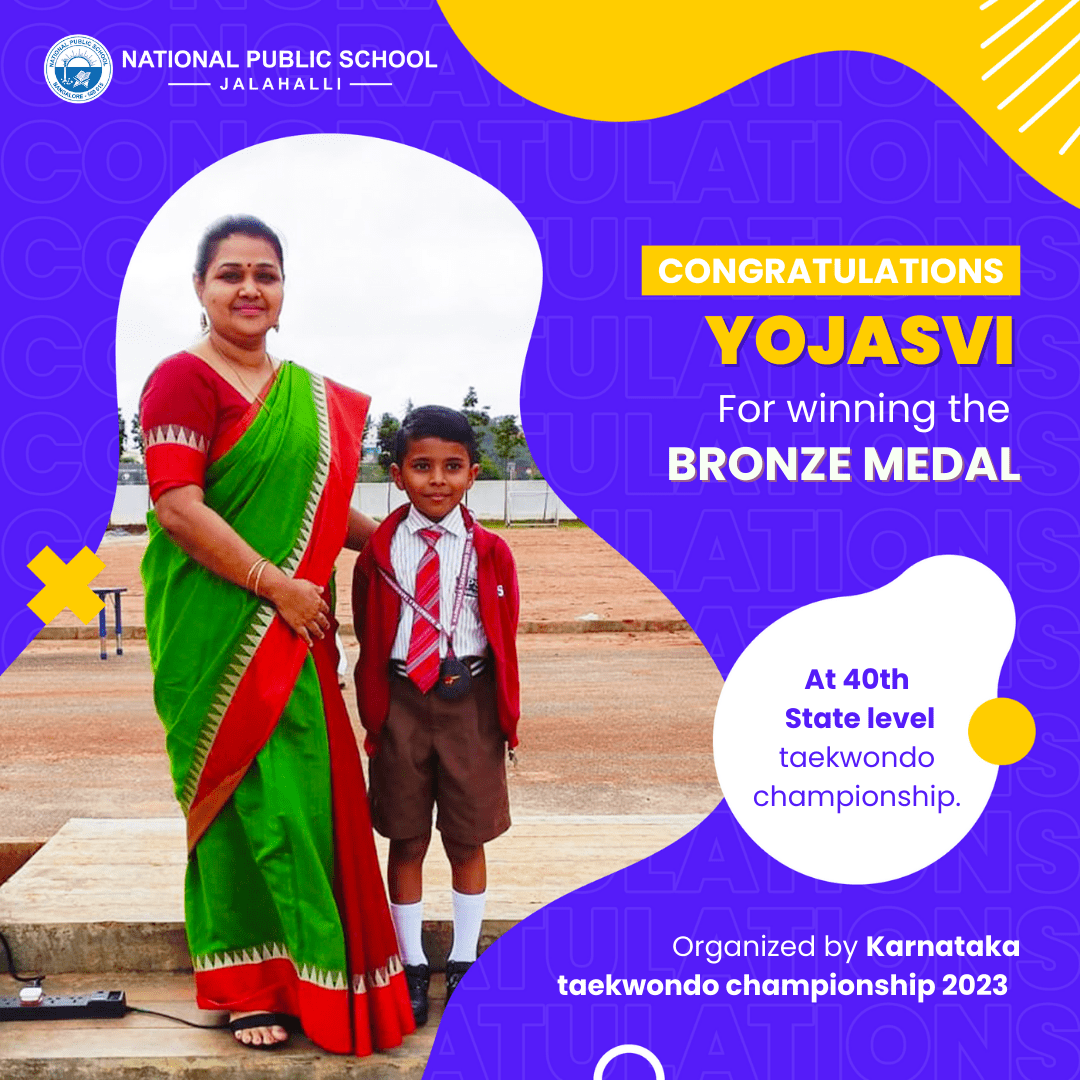 NATIONAL PUBLIC SCHOOL
JALAHALLI
CONGRATULATIONS
YOJASVI
For winning the
BRONZE MEDAL
At 40th
State level
taekwondo
championship.
Organized by Karnataka
taekwondo championship 2023